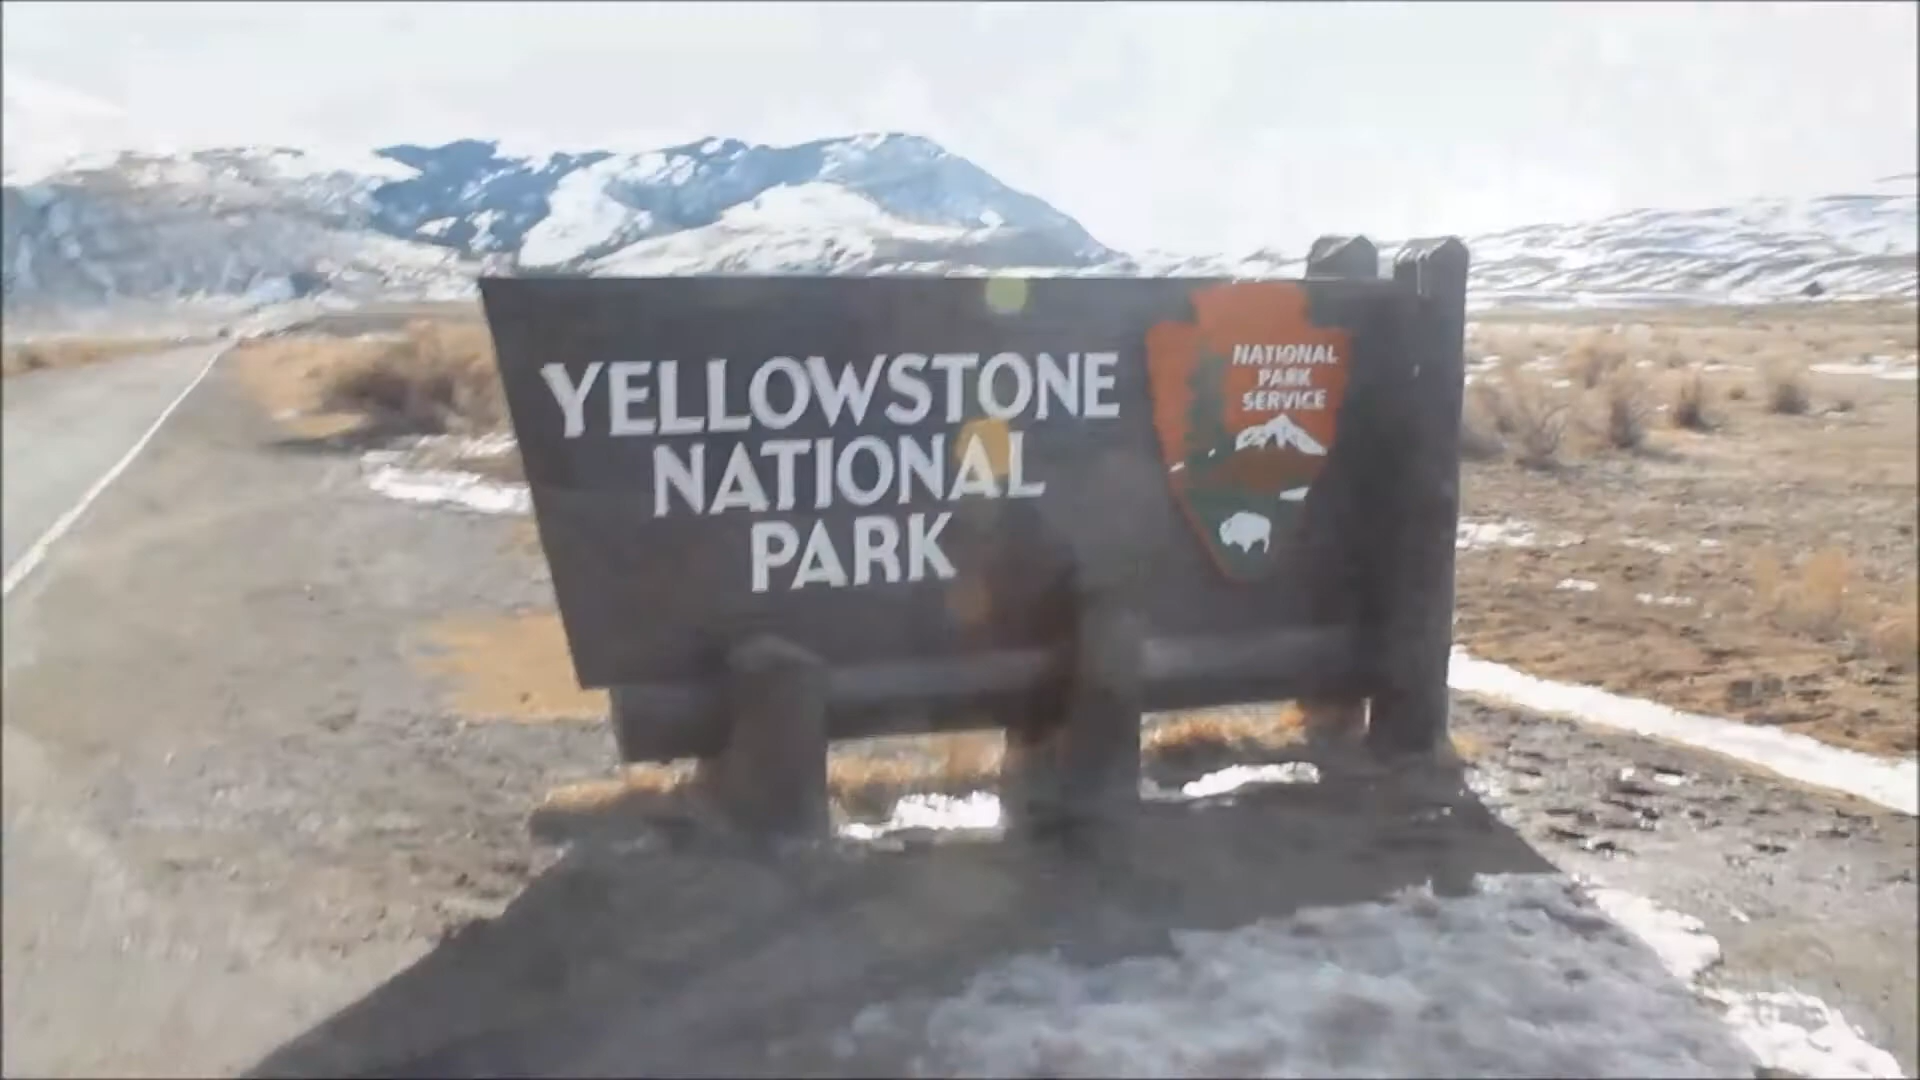 YELLOWSTONE
NATIONAL
PARK
NATIONAL
PARK
SERVICE